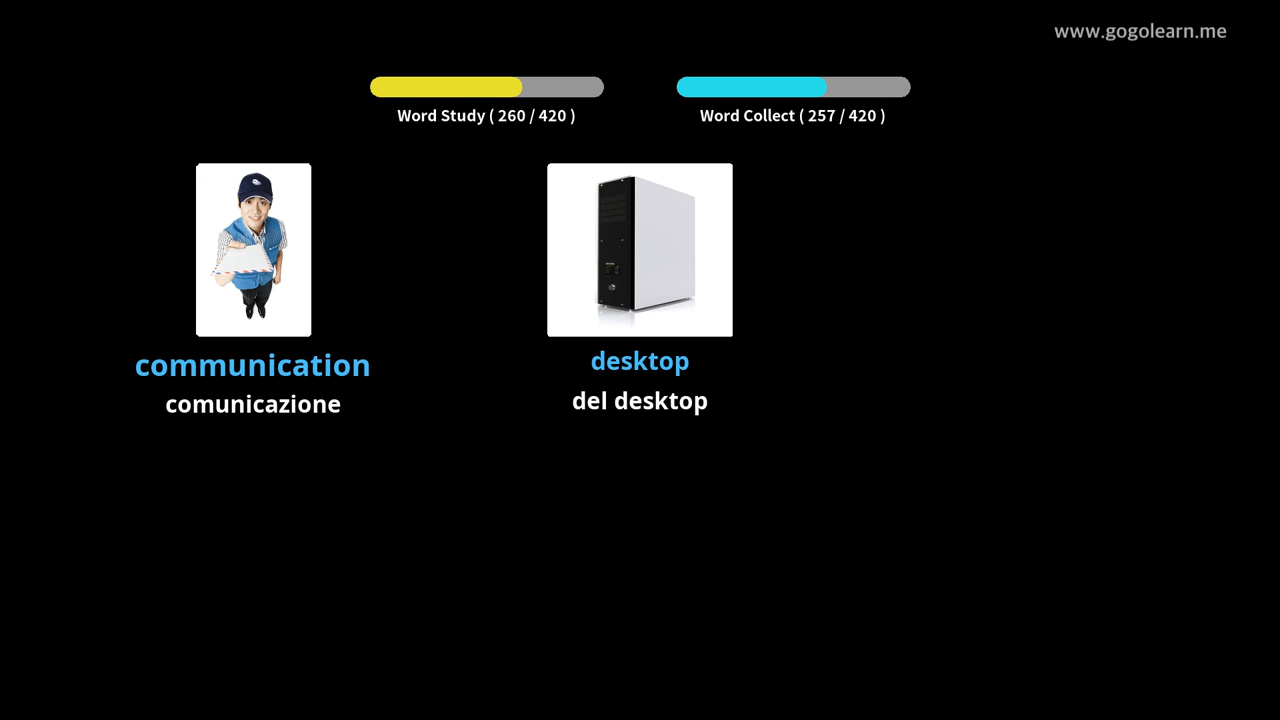 www.gogolearn.me
Word Study ( 260 / 420 )
Word Collect ( 257 / 420 )
communication
comunicazione
desktop
del desktop